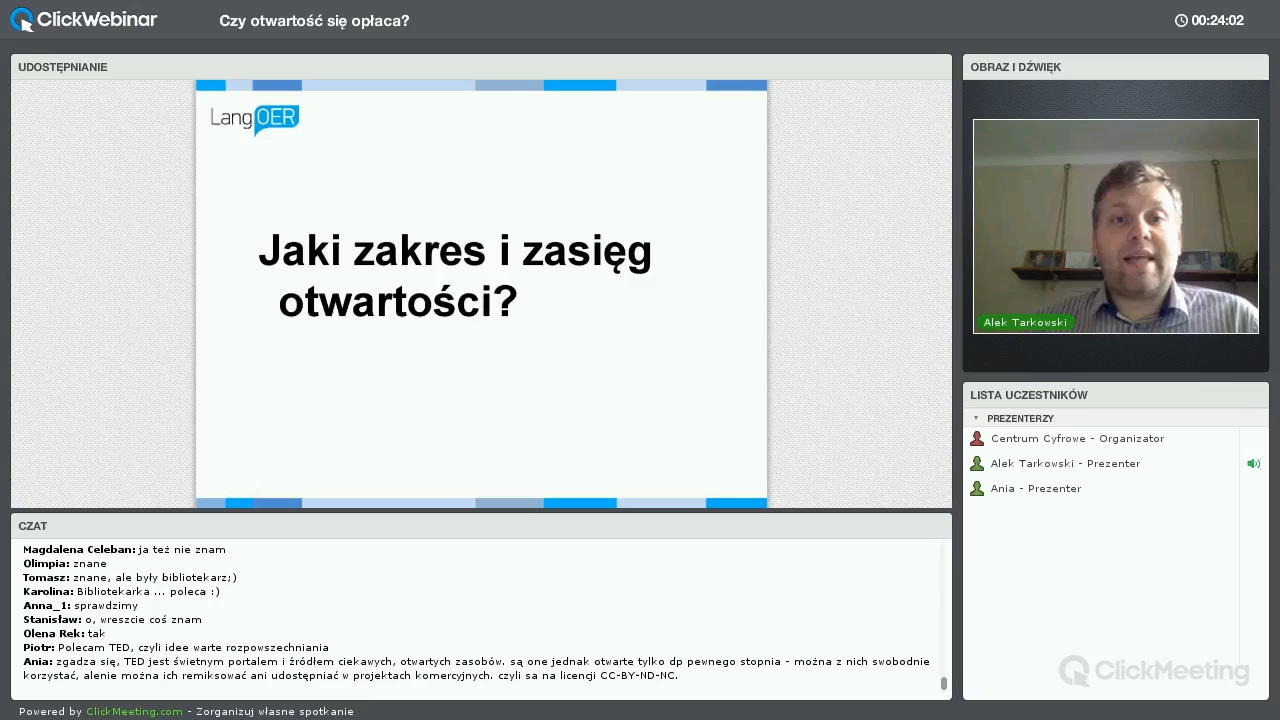 ClickWebinar
Czy otwartość się opłaca?
00:24:02
UDOSTĘPNIANIE
LangOER
Jaki zakres i zasięg
otwartości?
CZAT
Magdalena Celeban: ja też nie znam
Olimpia: znane
Tomasz: znane, ale były bibliotekarz;)
Karolina: Bibliotekarka ... poleca :)
Anna_1: sprawdzimy
Stanisław: o, wreszcie coś znam
Olena Rek: tak
Piotr: Polecam TED, czyli idee warte rozpowszechniania
Ania: zgadza się, TED jest świetnym portalem i źródłem ciekawych, otwartych zasobów. są one jednak otwarte tylko dp pewnego stopnia - można z nich swobodnie
korzystać, alenie można ich remiksować ani udostępniać w projektach komercyjnych. czyli sa na licencji CC-BY-ND-NC.
OBRAZ I DŹWIĘK
Alek Tarkowski
LISTA UCZESTNIKÓW
PREZENTERZY
Centrum Cyfrowe - Organizator
Alek Tarkowski - Prezenter
Ania - Prezenter
ClickMeeting
Powered by ClickMeeting.com - Zorganizuj własne spotkanie